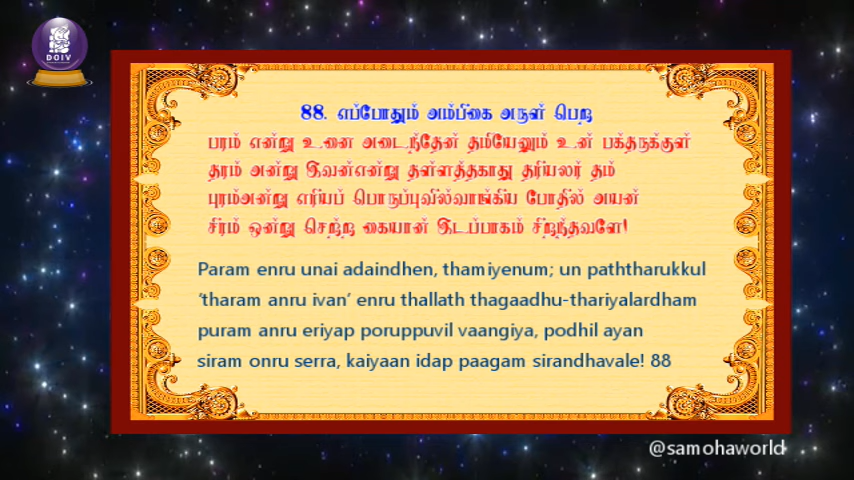 DOIV
88. எப்போதும் அம்பிகை அருள் பெற
பரம் என்று உனை அடைந்தேன் தமியேனும் உன் பக்தருக்குள்
தரம் அன்று இவன்என்று தள்ளத்தகாது தரியலர் தம்
புரம்அன்று எரியப் பொருப்புவில்வாங்கிய போதில் அயன்
சிரம் ஒன்று செற்ற கையான் இடப்பாகம் சிறந்தவளே!
Param enru unai adaindhen, thamiyenum; un paththarukkul
‘tharam anru ivan’ enru thallath thagaadhu-thariyalardham
puram anru eriyap poruppuvil vaangiya, podhil ayan
siram onru serra, kaiyaan idap paagam sirandhavale! 88
@samohaworld